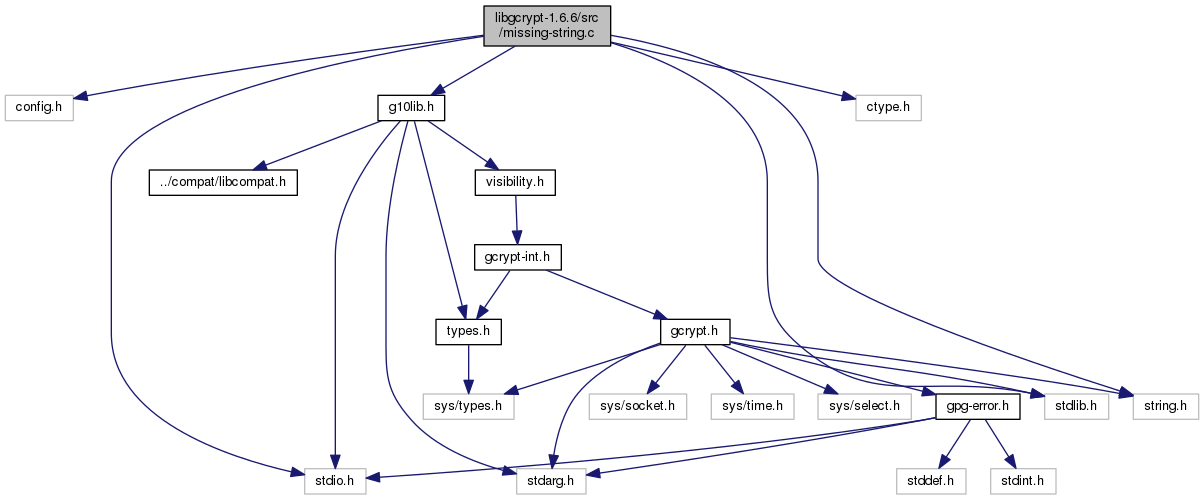 libgcrypt-1.6.6/src
/missing-string.c
config.h
g10lib.h
ctype.h
../compat/libcompat.h
visibility.h
gcrypt-int.h
types.h
gcrypt.h
sys/types.h
sys/socket.h
sys/time.h
sys/select.h
gpg-error.h
stdlib.h
string.h
stdio.h
stdarg.h
stddef.h
stdint.h